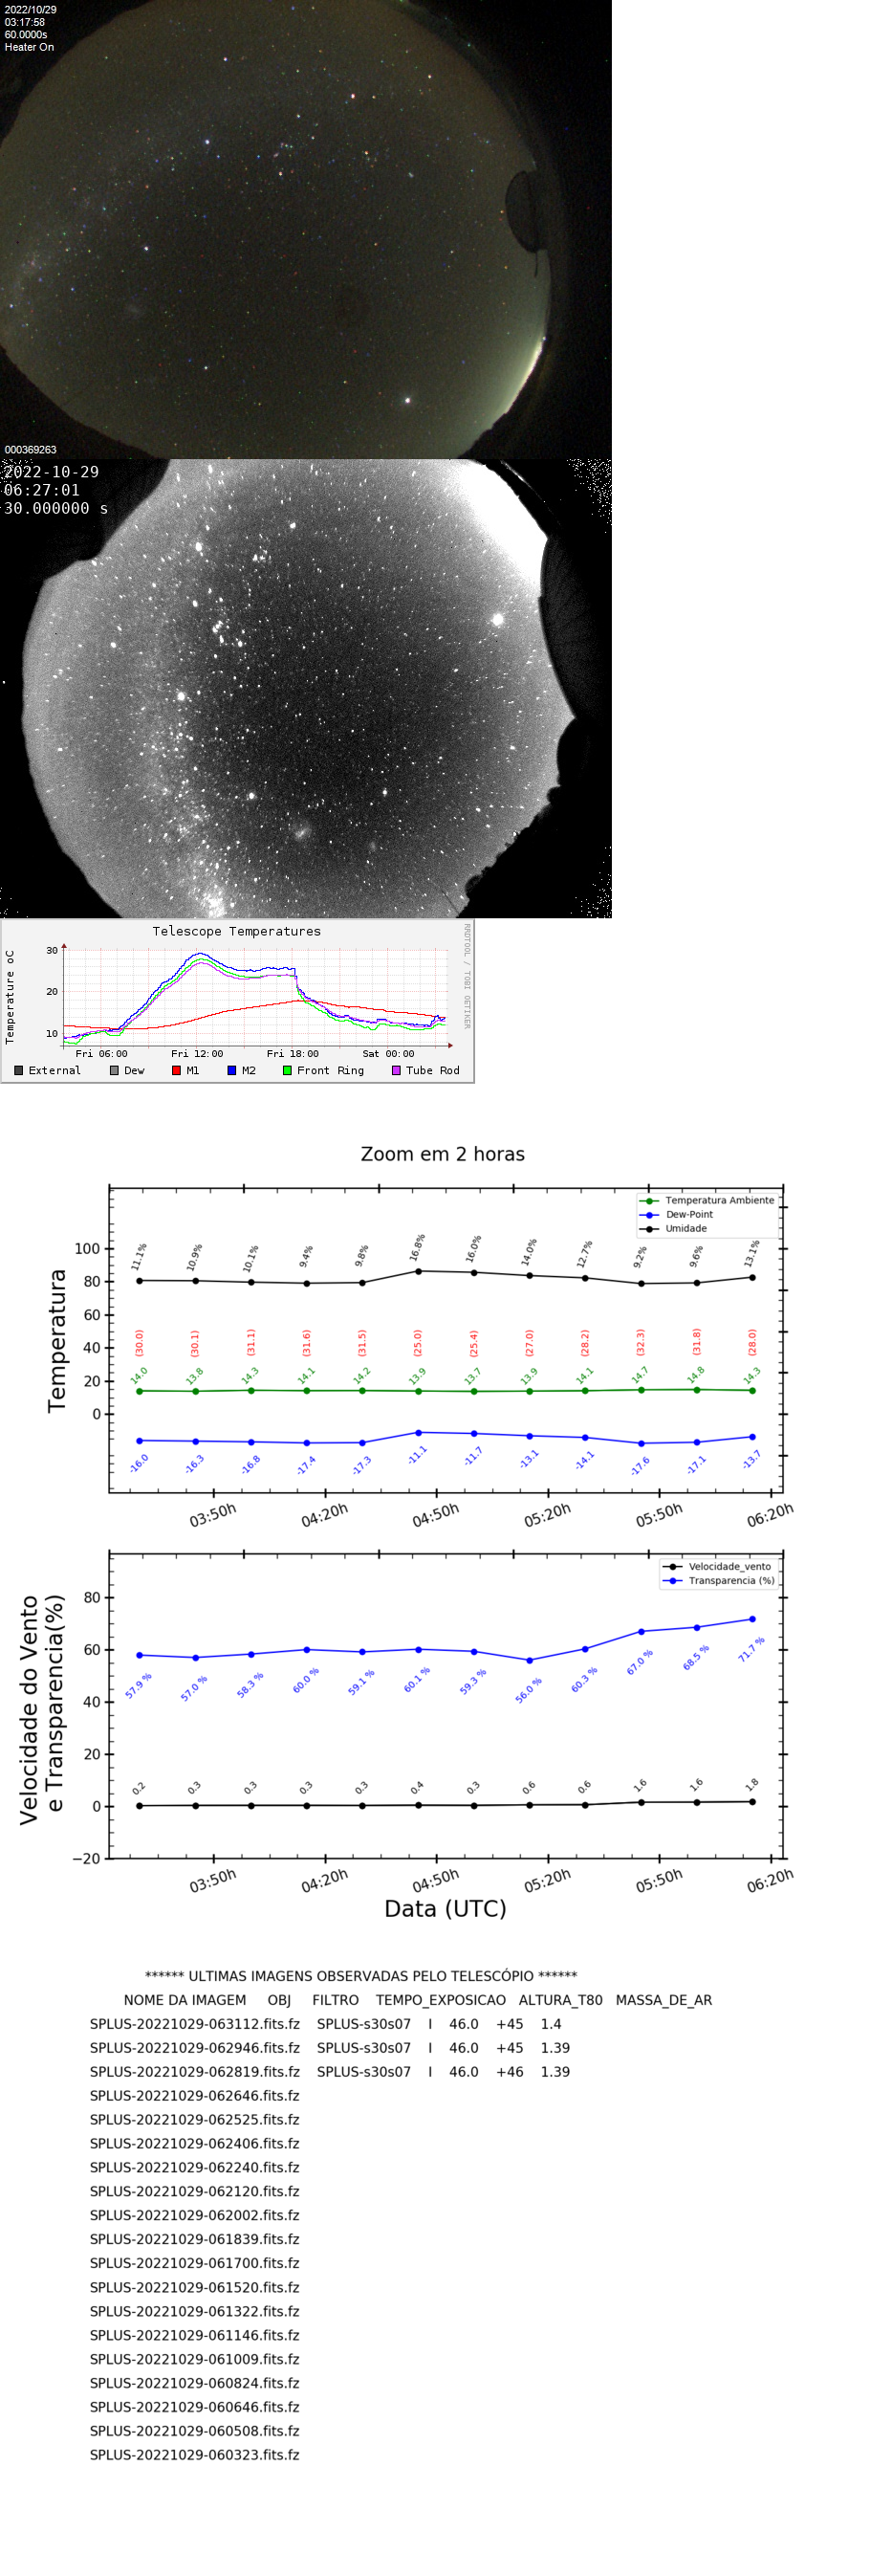 2022/10/29
03:17:58
60.0000s
Heater On
000369263
2022-10-29
06:27:01
30.000000 s
Telescope Temperatures
RRDTOOL / TOBI OETIKER
Temperature oC
30
20
10
Fri 06:00 Fri 12:00 Fri 18:00 Sat 00:00
External Dew M1 M2 Front Ring Tube Rod
Zoom em 2 horas
Temperatura Ambiente
Dew-Point
Umidade
Temperatura
100
80
60
40
20
0
11.1% 10.9% 10.1% 9.4% 9.8% 16.8% 16.0% 14.0% 12.7% 9.2% 9.6% 13.1%
(30.0) (30.1) (31.1) (31.6) (31.5) (25.0) (25.4) (27.0) (28.2) (32.3) (31.8) (28.0)
14.0 13.8 14.3 14.1 14.2 13.9 13.7 13.9 14.1 14.7 14.8 14.3
-16.0 -16.3 -16.8 -17.4 -17.3 -11.1 -11.7 -13.1 -14.1 -17.6 -17.1 -13.7
03:50h 04:20h 04:50h 05:20h 05:50h 06:20h
Velocidade_vento
Transparencia (%)
Velocidade do Vento
e Transparencia(%)
80
60
40
20
0
−20
57.9 % 57.0 % 58.3 % 60.0 % 59.1 % 60.1 % 59.3 % 56.0 % 60.3 % 67.0 % 68.5 % 71.7 %
0.2 0.3 0.3 0.3 0.3 0.4 0.3 0.6 0.6 1.6 1.6 1.8
03:50h 04:20h 04:50h 05:20h 05:50h 06:20h
Data (UTC)
****** ULTIMAS IMAGENS OBSERVADAS PELO TELESCÓPIO ******
NOME DA IMAGEM OBJ FILTRO TEMPO_EXPOSICAO ALTURA_T80 MASSA_DE_AR
SPLUS-20221029-063112.fits.fz SPLUS-s30s07 I 46.0 +45 1.4
SPLUS-20221029-062946.fits.fz SPLUS-s30s07 I 46.0 +45 1.39
SPLUS-20221029-062819.fits.fz SPLUS-s30s07 I 46.0 +46 1.39
SPLUS-20221029-062646.fits.fz
SPLUS-20221029-062525.fits.fz
SPLUS-20221029-062406.fits.fz
SPLUS-20221029-062240.fits.fz
SPLUS-20221029-062120.fits.fz
SPLUS-20221029-062002.fits.fz
SPLUS-20221029-061839.fits.fz
SPLUS-20221029-061700.fits.fz
SPLUS-20221029-061520.fits.fz
SPLUS-20221029-061322.fits.fz
SPLUS-20221029-061146.fits.fz
SPLUS-20221029-061009.fits.fz
SPLUS-20221029-060824.fits.fz
SPLUS-20221029-060646.fits.fz
SPLUS-20221029-060508.fits.fz
SPLUS-20221029-060323.fits.fz